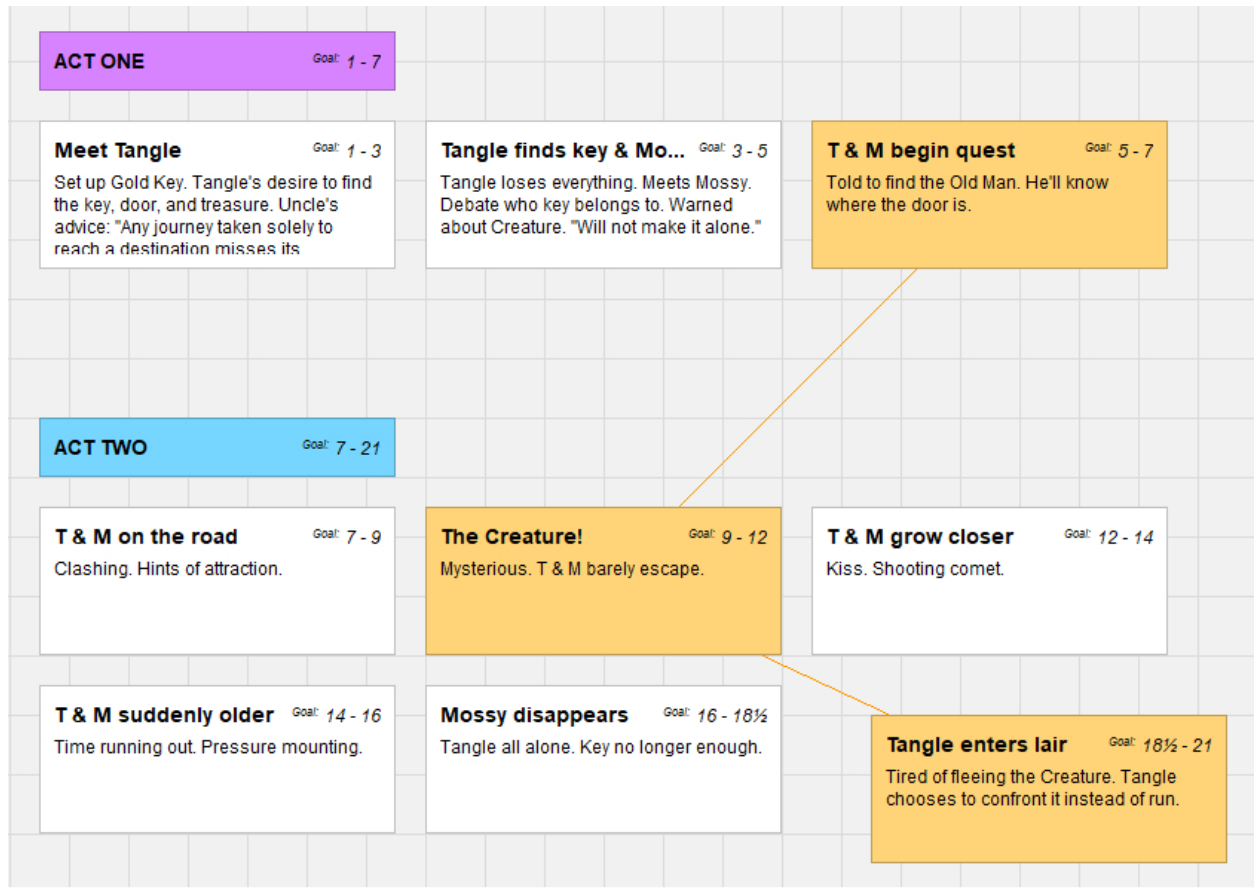 ACT ONE Goal: 1 - 7
Meet Tangle Goal: 1 - 3
Set up Gold Key. Tangle's desire to find
the key, door, and treasure. Uncle's
advice: "Any journey taken solely to
reach a destination misses its
Tangle finds key & Mo... Goal: 3 - 5
Tangle loses everything. Meets Mossy.
Debate who key belongs to. Warned
about Creature. "Will not make it alone."
T & M begin quest Goal: 5 - 7
Told to find the Old Man. He'll know
where the door is.
ACT TWO Goal: 7 - 21
T & M on the road Goal: 7 - 9
Clashing. Hints of attraction.
The Creature! Goal: 9 - 12
Mysterious. T & M barely escape.
T & M grow closer Goal: 12 - 14
Kiss. Shooting comet.
T & M suddenly older Goal: 14 - 16
Time running out. Pressure mounting.
Mossy disappears Goal: 16 - 18½
Tangle all alone. Key no longer enough.
Tangle enters lair Goal: 18½ - 21
Tired of fleeing the Creature. Tangle
chooses to confront it instead of run.